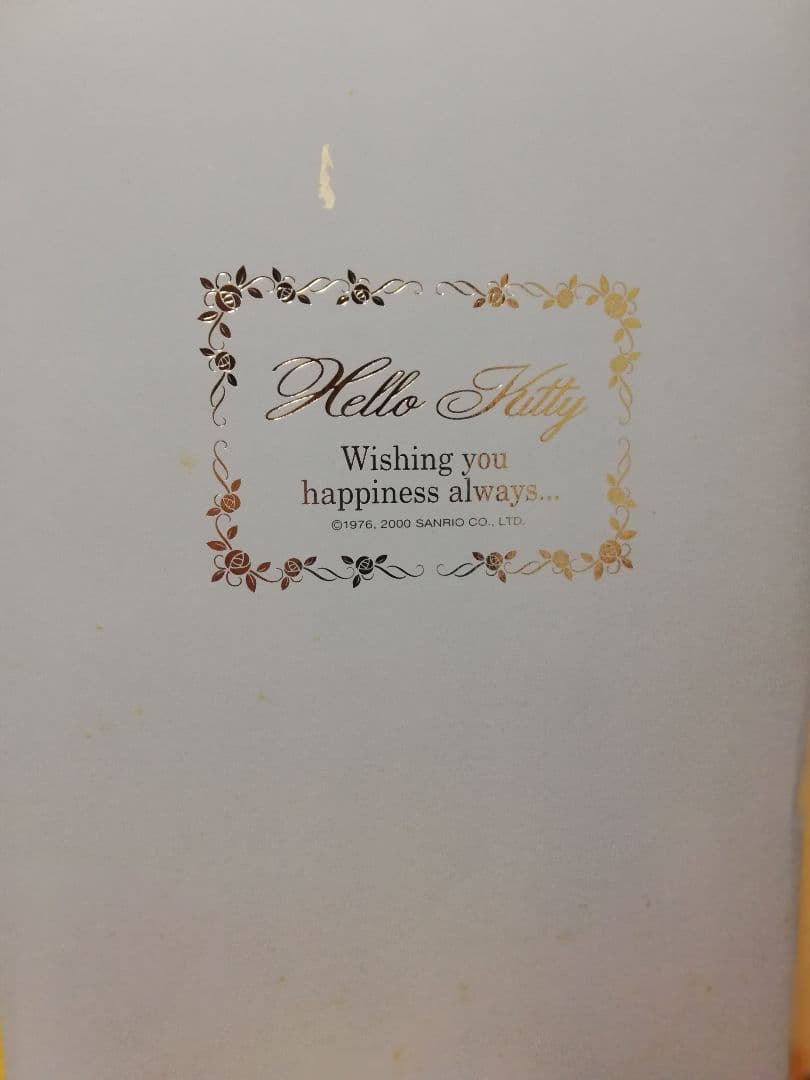 Hello Kitty
Wishing you
happiness always...
©1976, 2000 SANRIO CO., LTD.